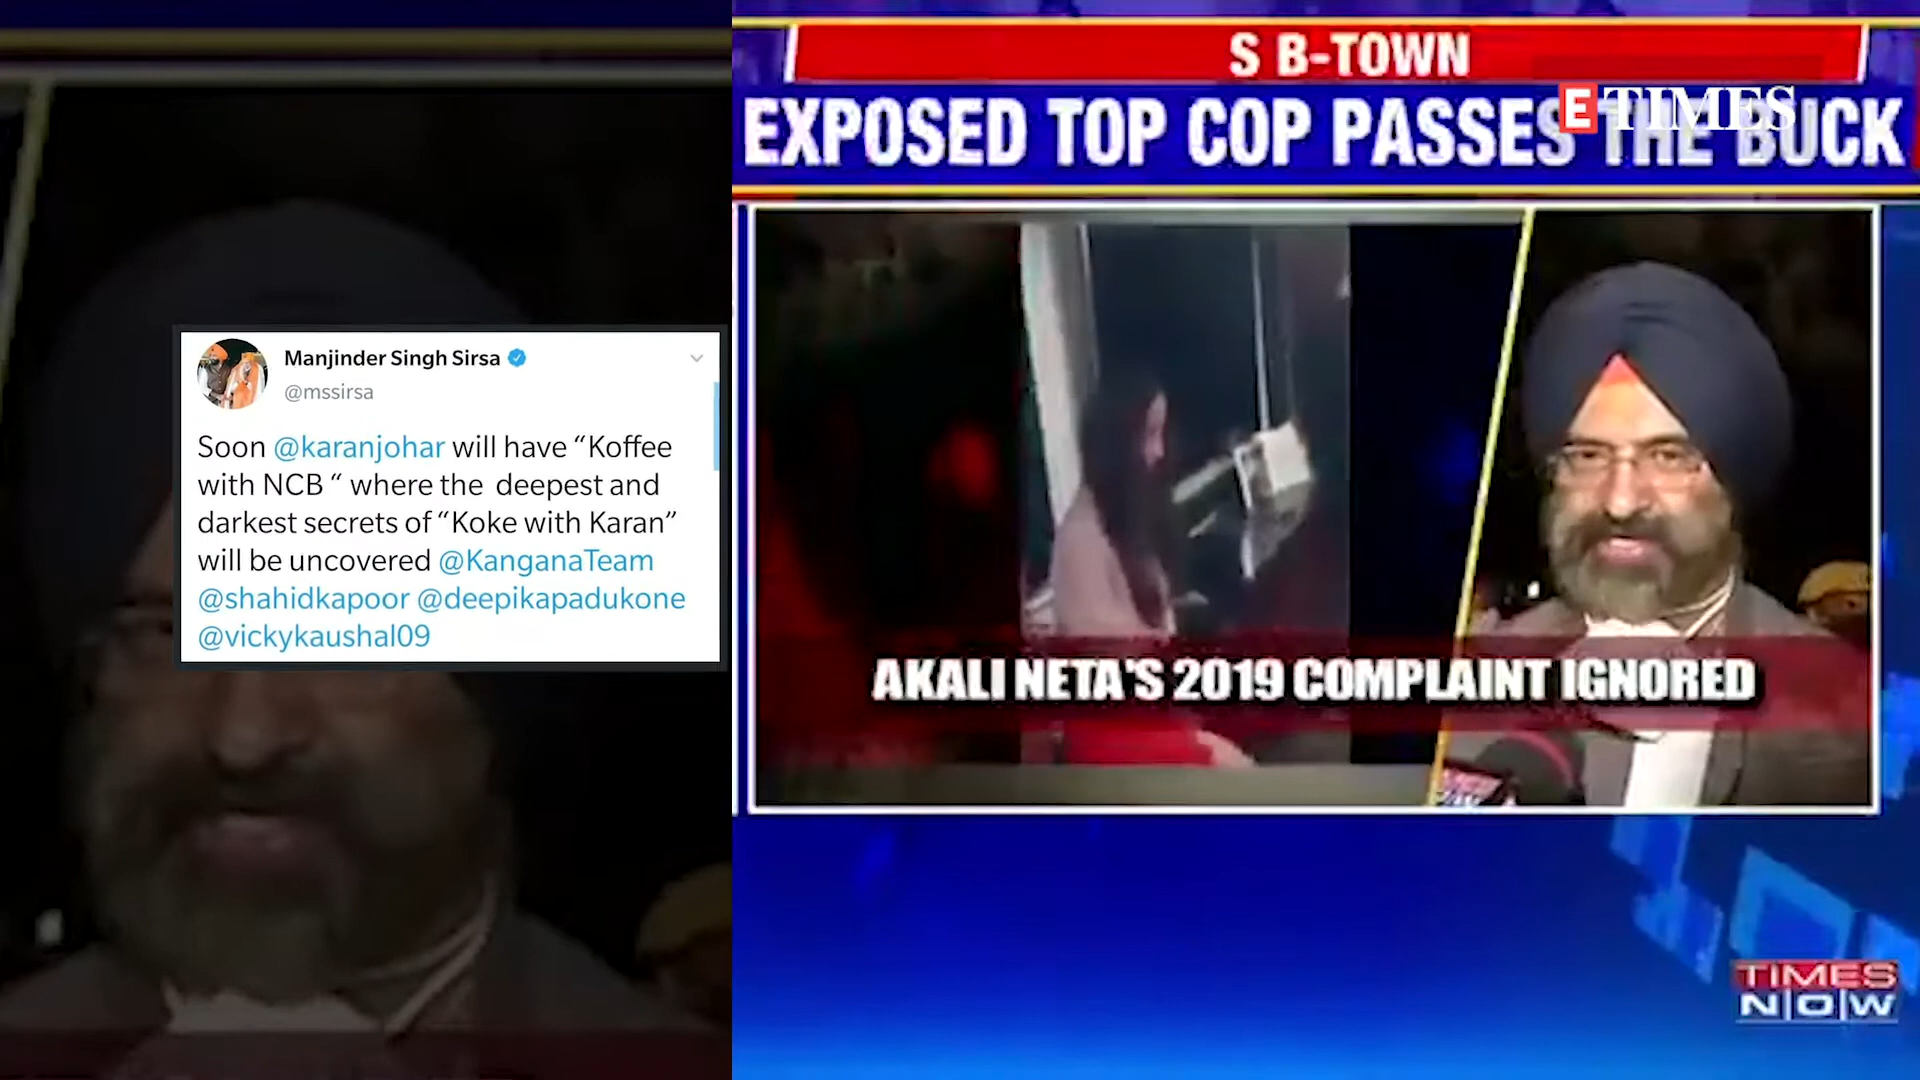 Manjinder Singh Sirsa
@mssirsa
Soon @karanjohar will have “Koffee
with NCB “ where the deepest and
darkest secrets of “Koke with Karan”
will be uncovered @KanganaTeam
@shahidkapoor @deepikapadukone
@vickykaushal09
S B-TOWN
EXPOSED TOP COP PASSES THE BUCK
E TIMES
AKALI NETA'S 2019 COMPLAINT IGNORED
TIMES
NOW